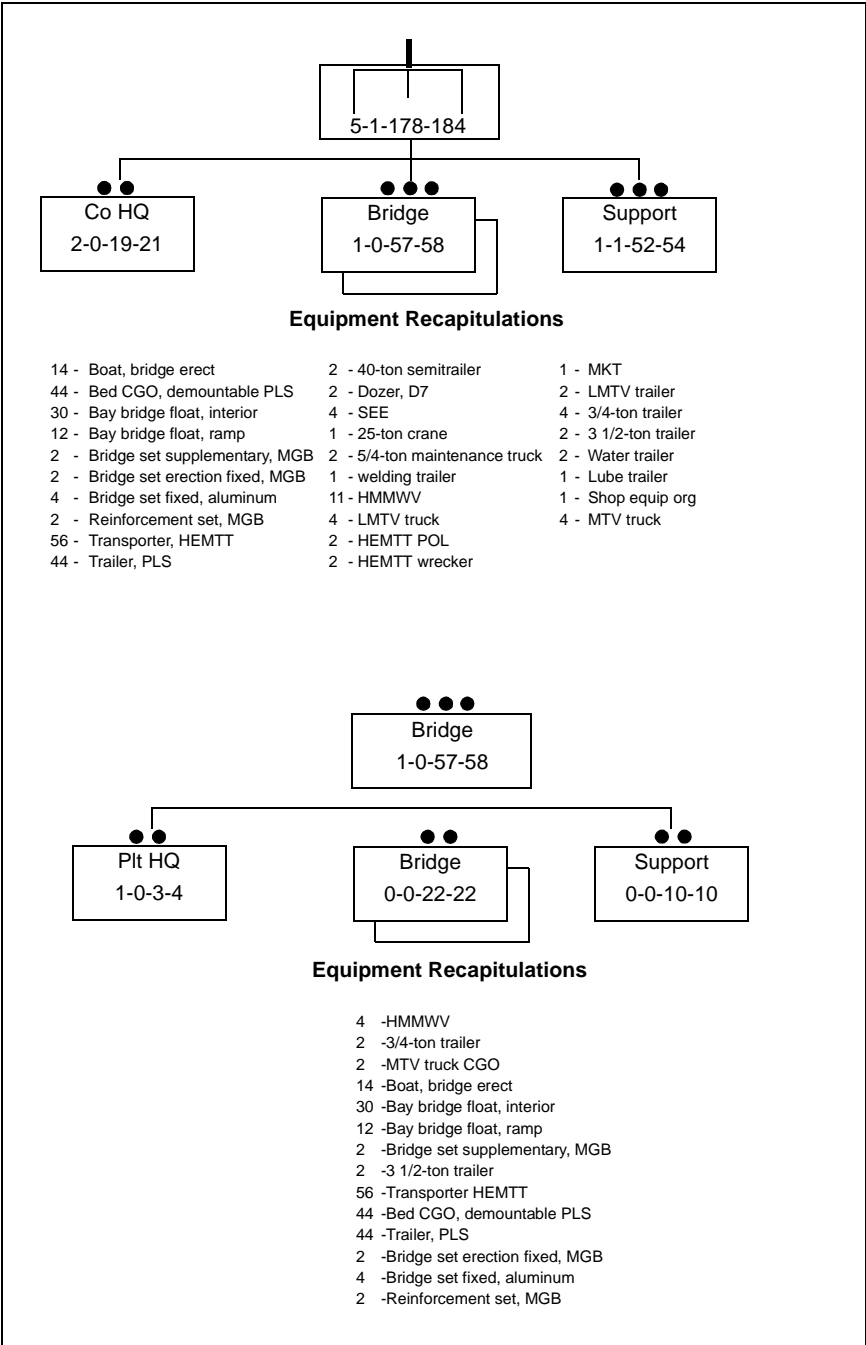 5-1-178-184
Co HQ
2-0-19-21
Bridge
1-0-57-58
Support
1-1-52-54
Equipment Recapitulations
14 - Boat, bridge erect
44 - Bed CGO, demountable PLS
30 - Bay bridge float, interior
12 - Bay bridge float, ramp
2 - Bridge set supplementary, MGB
2 - Bridge set erection fixed, MGB
4 - Bridge set fixed, aluminum
2 - Reinforcement set, MGB
56 - Transporter, HEMTT
44 - Trailer, PLS
2 - 40-ton semitrailer
2 - Dozer, D7
4 - SEE
1 - 25-ton crane
2 - 5/4-ton maintenance truck
1 - welding trailer
11 - HMMWV
4 - LMTV truck
2 - HEMTT POL
2 - HEMTT wrecker
1 - MKT
2 - LMTV trailer
4 - 3/4-ton trailer
2 - 3 1/2-ton trailer
2 - Water trailer
1 - Lube trailer
1 - Shop equip org
4 - MTV truck
Bridge
1-0-57-58
Plt HQ
1-0-3-4
Bridge
0-0-22-22
Support
0-0-10-10
Equipment Recapitulations
4 -HMMWV
2 -3/4-ton trailer
2 -MTV truck CGO
14 -Boat, bridge erect
30 -Bay bridge float, interior
12 -Bay bridge float, ramp
2 -Bridge set supplementary, MGB
2 -3 1/2-ton trailer
56 -Transporter HEMTT
44 -Bed CGO, demountable PLS
44 -Trailer, PLS
2 -Bridge set erection fixed, MGB
4 -Bridge set fixed, aluminum
2 -Reinforcement set, MGB